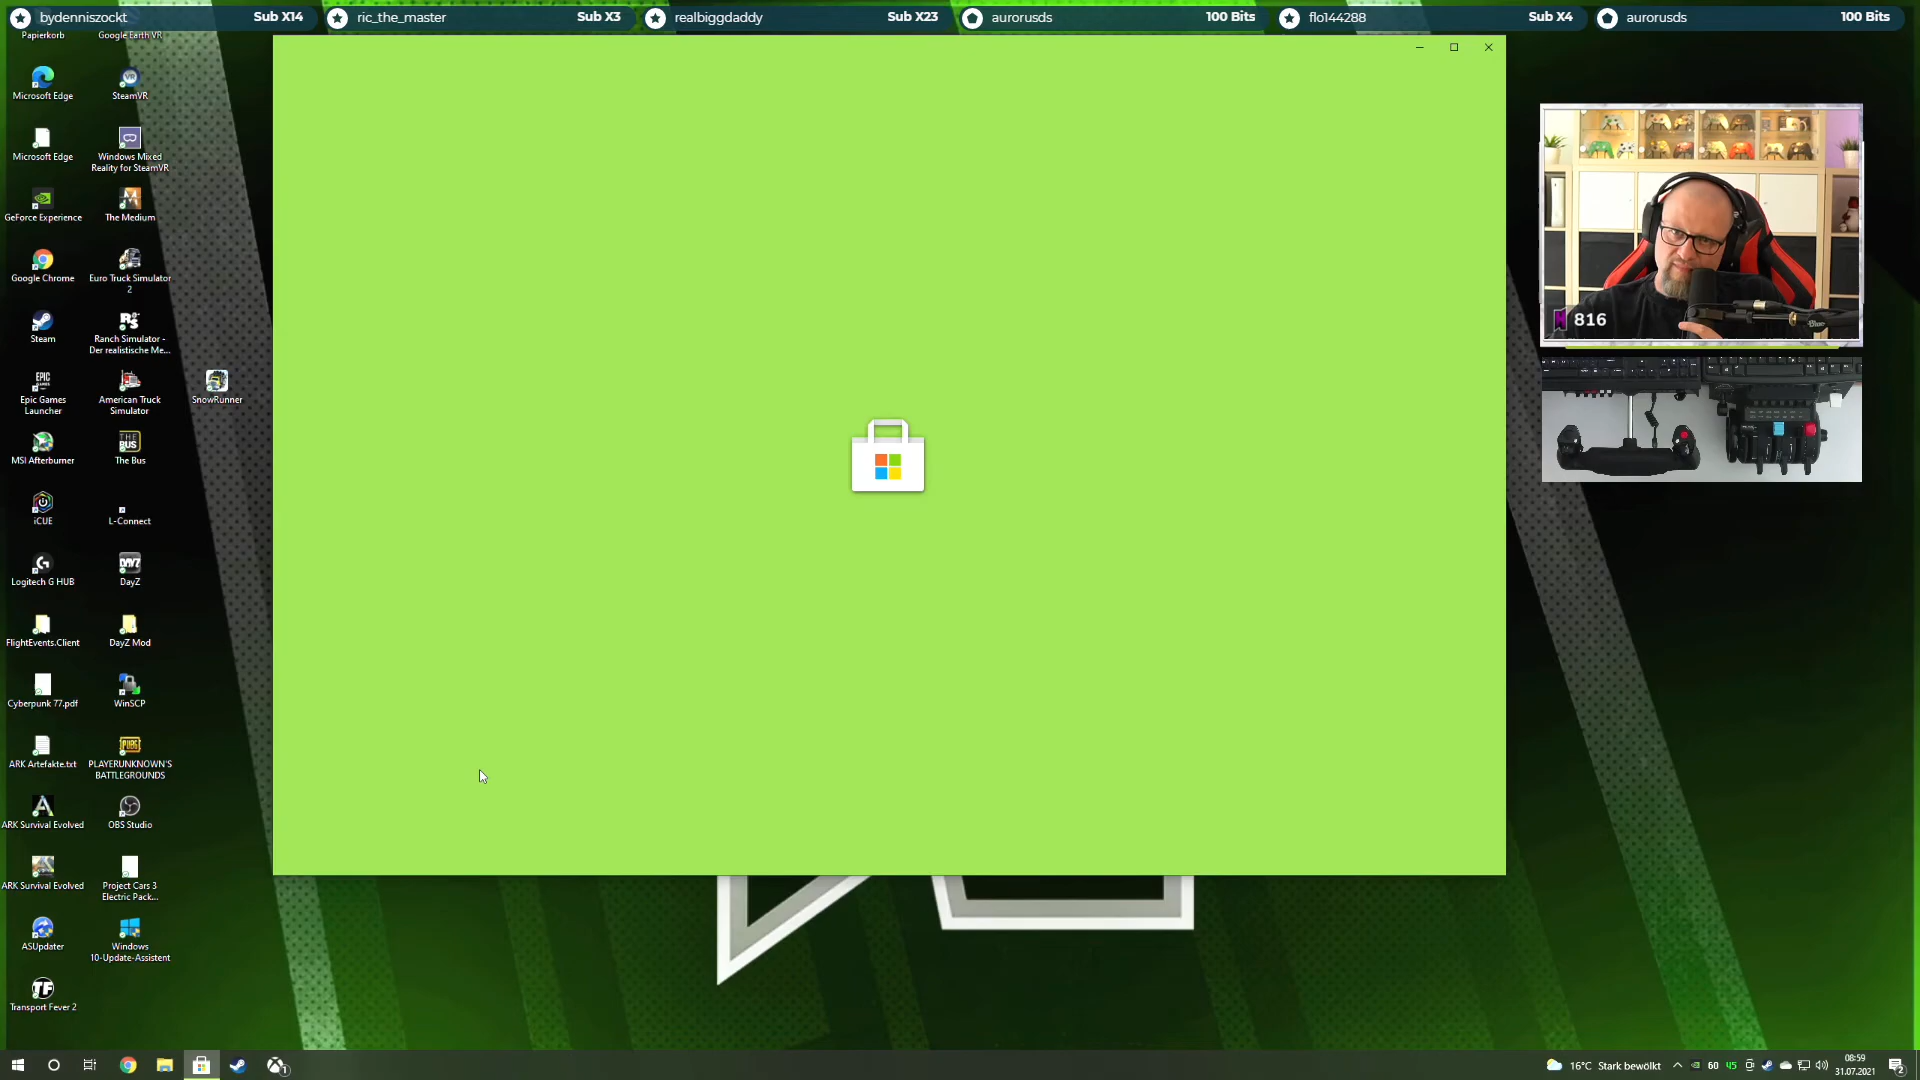 bydenniszockt Sub X14
ric_the_master Sub X3
realbiggdaddy Sub X23
aurorusds 100 Bits
flo144288 Sub X4
aurorusds 100 Bits
Papierkorb
Google Earth VR
Microsoft Edge
SteamVR
Microsoft Edge
Windows Mixed
Reality for SteamVR
GeForce Experience
The Medium
Google Chrome
Euro Truck Simulator
2
Steam
Ranch Simulator -
Der realistische Me...
Epic Games
Launcher
American Truck
Simulator
SnowRunner
MSI Afterburner
The Bus
iCUE
L-Connect
Logitech G HUB
DayZ
FlightEvents.Client
DayZ Mod
Cyberpunk 77.pdf
WinSCP
ARK Artefakte.txt
PLAYERUNKNOWN'S
BATTLEGROUNDS
ARK Survival Evolved
OBS Studio
ARK Survival Evolved
Project Cars 3
Electric Pack...
ASUpdater
Windows
10-Update-Assistent
Transport Fever 2
816
16°C Stark bewölkt
60
45
08:59
31.07.2021